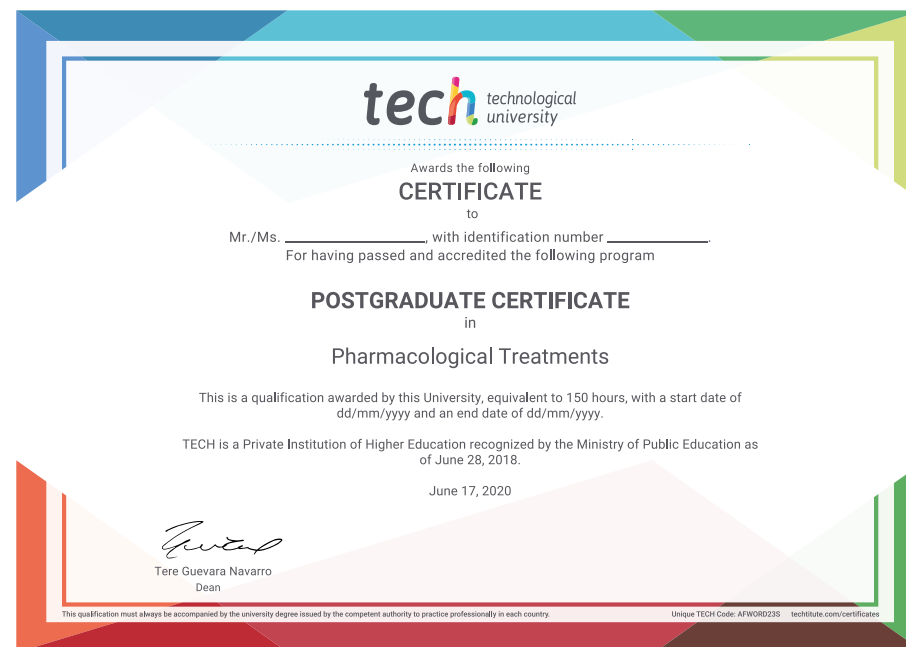 tech technological
university
Awards the following
CERTIFICATE
to
Mr./Ms. ____________________, with identification number ______________.
For having passed and accredited the following program
POSTGRADUATE CERTIFICATE
in
Pharmacological Treatments
This is a qualification awarded by this University, equivalent to 150 hours, with a start date of
dd/mm/yyyy and an end date of dd/mm/yyyy.
TECH is a Private Institution of Higher Education recognized by the Ministry of Public Education as
of June 28, 2018.
June 17, 2020
Tere Guevara Navarro
Dean
This qualification must always be accompanied by the university degree issued by the competent authority to practice professionally in each country.
Unique TECH Code: AFWORD23S techtitute.com/certificates